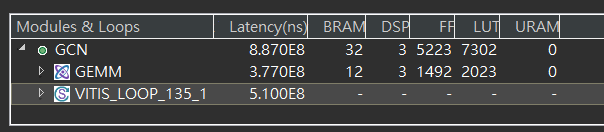 Modules & Loops Latency(ns) BRAM DSP FF LUT URAM
GCN 8.870E8 32 3 5223 7302 0
GEMM 3.770E8 12 3 1492 2023 0
VITIS_LOOP_135_1 5.100E8 - - - - -